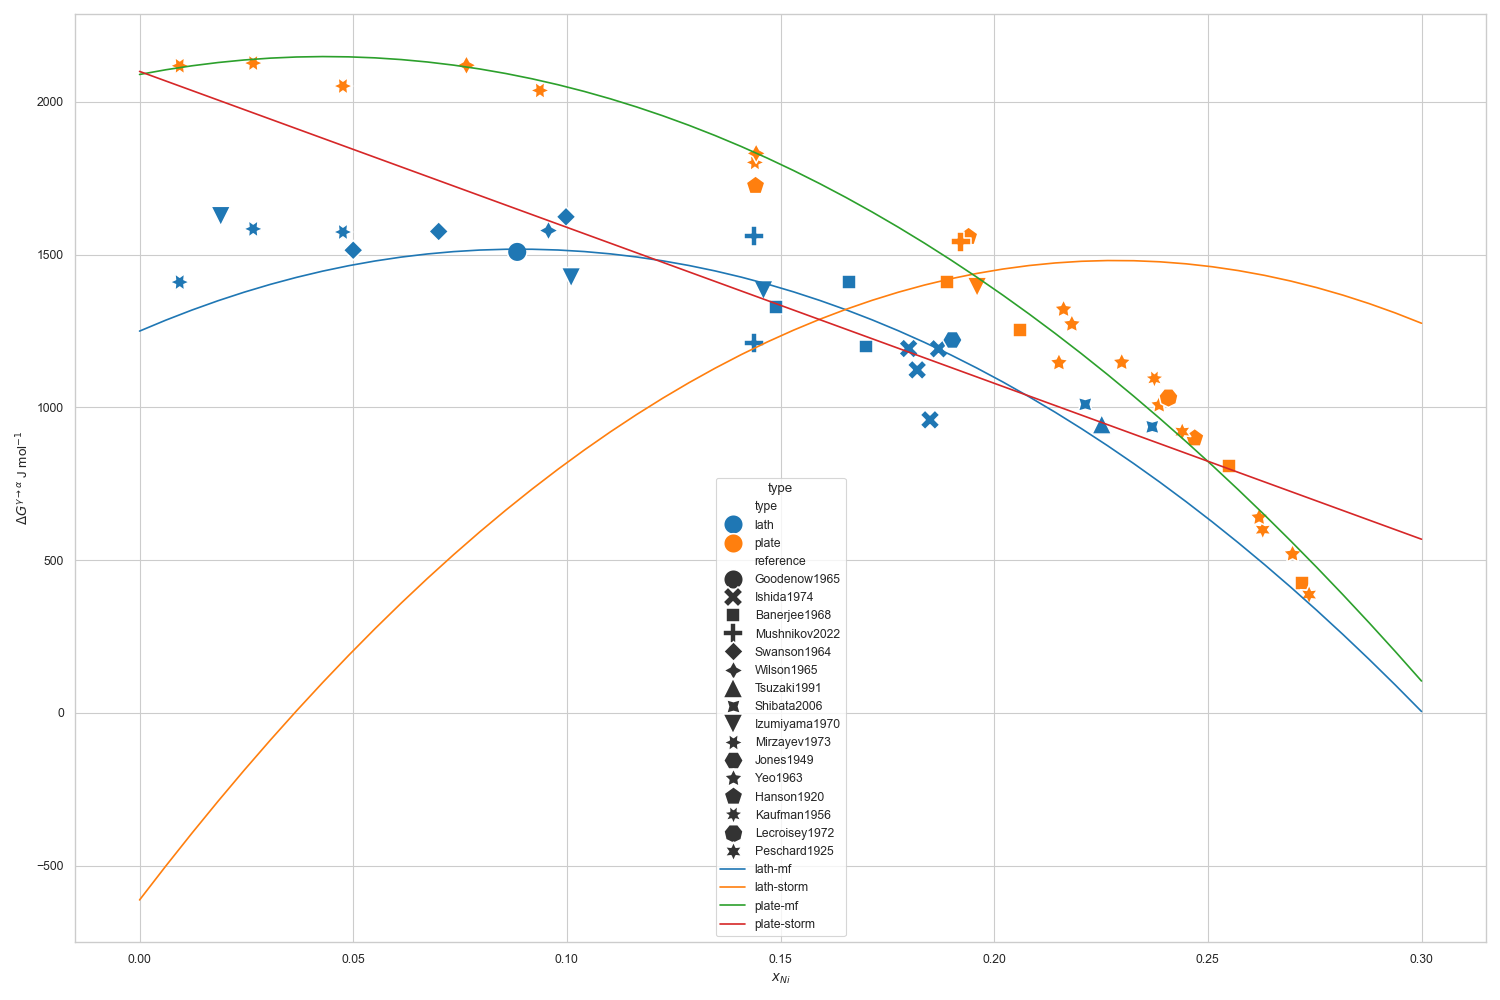 2000
1500
1000
500
0
−500
ΔG^γ→α J mol⁻¹
0.00 0.05 0.10 0.15 0.20 0.25 0.30
x_Ni
type
type
lath
plate
reference
Goodenow1965
Ishida1974
Banerjee1968
Mushnikov2022
Swanson1964
Wilson1965
Tsuzaki1991
Shibata2006
Izumiyama1970
Mirzayev1973
Jones1949
Yeo1963
Hanson1920
Kaufman1956
Lecroisey1972
Peschard1925
lath-mf
lath-storm
plate-mf
plate-storm